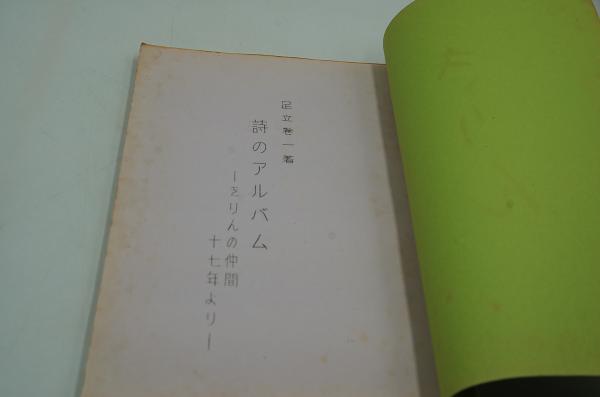 足立巻一著
詩のアルバム
ーきりんの仲間
十七年よりー